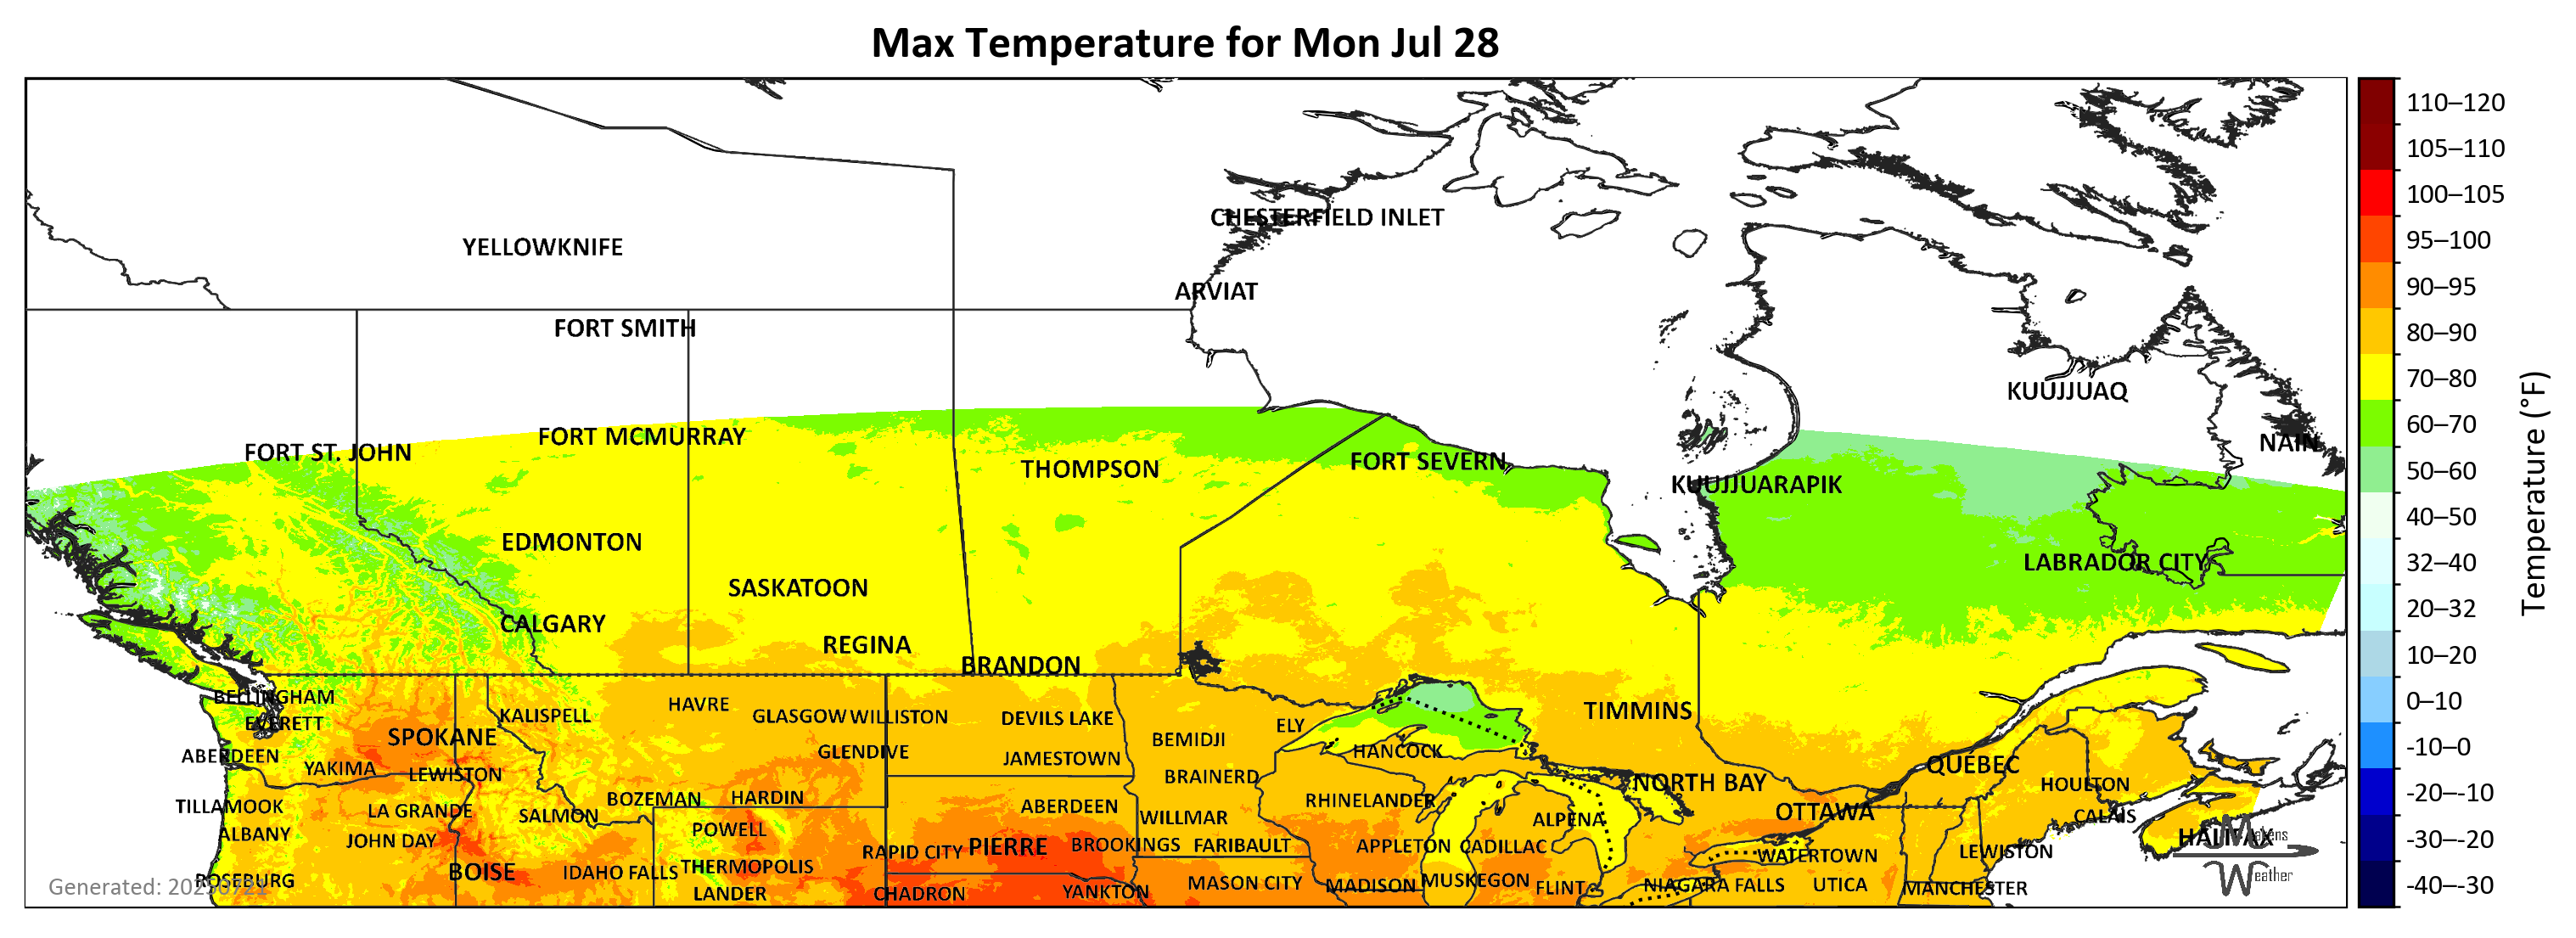 Max Temperature for Mon Jul 28
CHESTERFIELD INLET
YELLOWKNIFE
ARVIAT
FORT SMITH
KUUJJUAQ
FORT MCMURRAY
FORT ST. JOHN
NAIN
FORT SEVERN
THOMPSON
KUUJJUARAPIK
EDMONTON
LABRADOR CITY
SASKATOON
CALGARY
REGINA
BRANDON
BELLINGHAM
HAVRE
KALISPELL
GLASGOW WILLISTON
DEVILS LAKE
TIMMINS
EVERETT
ELY
SPOKANE
BEMIDJI
ABERDEEN
GLENDIVE
JAMESTOWN
HANCOCK
QUÉBEC
YAKIMA
LEWISTON
BRAINERD
NORTH BAY
HOULTON
BOZEMAN
HARDIN
RHINELANDER
TILLAMOOK
LA GRANDE
SALMON
ABERDEEN
WILLMAR
ALPENA
OTTAWA
CALAIS
ALBANY
JOHN DAY
POWELL
HALIFAX
Makens
Weather
RAPID CITY
PIERRE
BROOKINGS
FARIBAULT
APPLETON
CADILLAC
WATERTOWN
LEWISTON
BOISE
IDAHO FALLS
THERMOPOLIS
ROSEBURG
Generated: 20250721
LANDER
CHADRON
YANKTON
MASON CITY
MADISON
MUSKEGON
FLINT
NIAGARA FALLS
UTICA
MANCHESTER
110–120
105–110
100–105
95–100
90–95
80–90
70–80
60–70
50–60
40–50
32–40
20–32
10–20
0–10
-10–0
-20–-10
-30–-20
-40–-30
Temperature (°F)